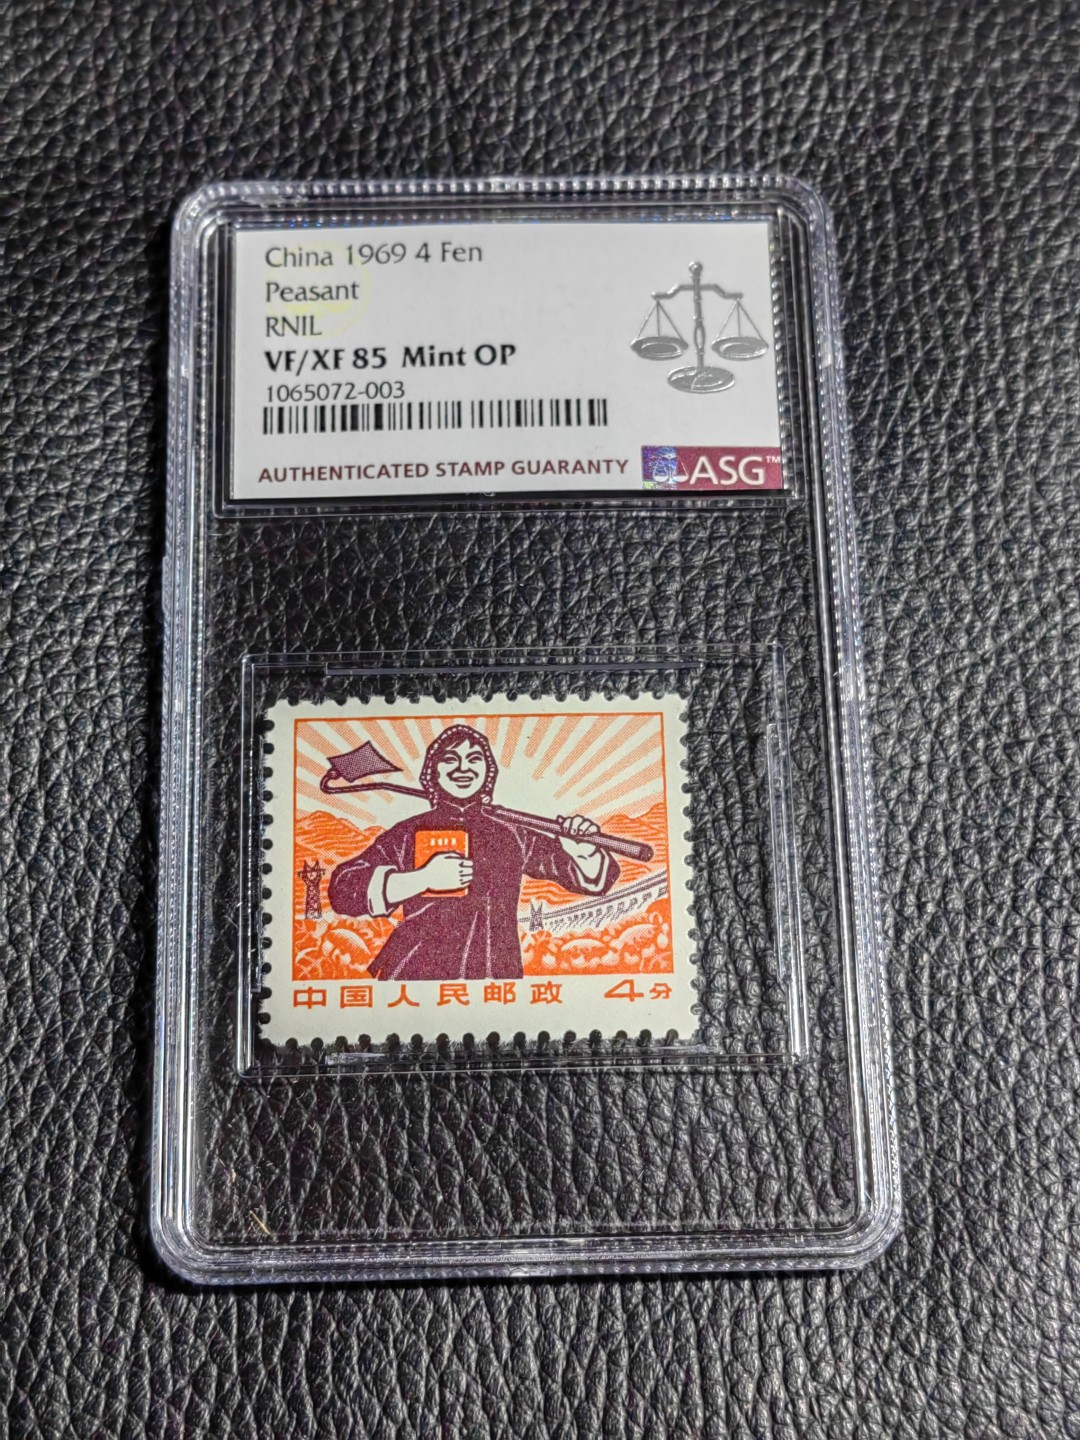 China 1969 4 Fen
Peasant
RNIL
VF/XF 85 Mint OP
1065072-003
AUTHENTICATED STAMP GUARANTY ASG™
中国人民邮政 4分